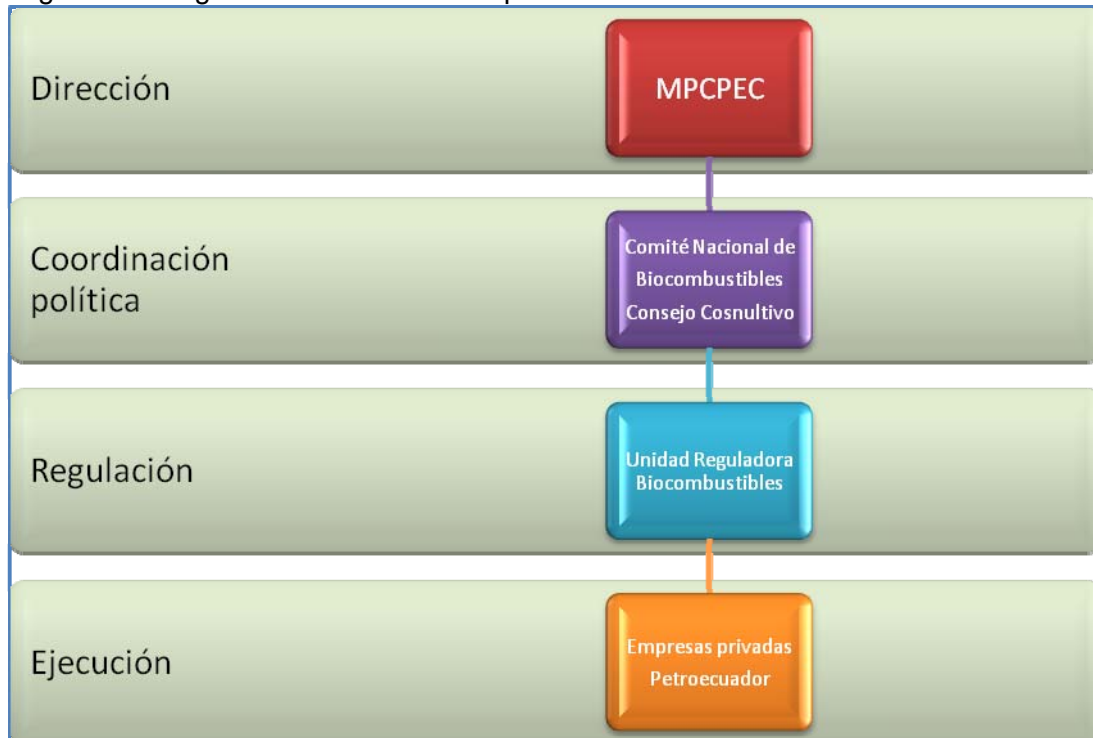 Dirección
MPCPEC
Coordinación
política
Comité Nacional de
Biocombustibles
Consejo Cosnultivo
Regulación
Unidad Reguladora
Biocombustibles
Ejecución
Empresas privadas
Petroecuador